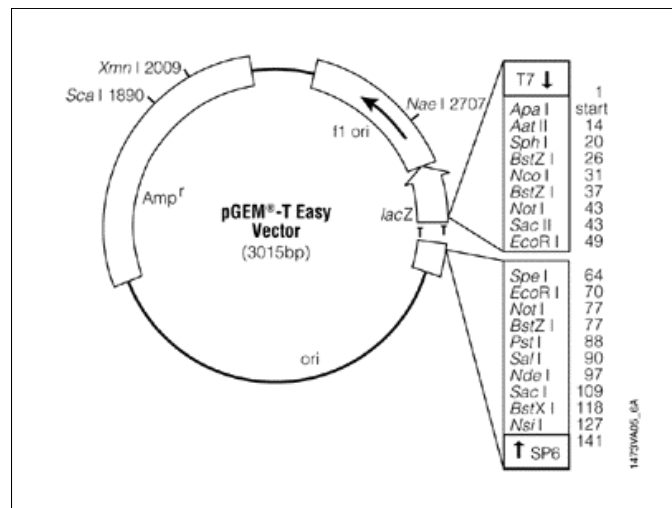 Xmn I 2009
Sca I 1890
Nae I 2707
f1 ori
Ampr
pGEM®-T Easy
Vector
(3015bp)
lacZ
T T
ori
T7 ↓
1
Apa I start
Aat II 14
Sph I 20
BstZ I 26
Nco I 31
BstZ I 37
Not I 43
Sac II 43
EcoR I 49
Spe I 64
EcoR I 70
Not I 77
BstZ I 77
Pst I 88
Sal I 90
Nde I 97
Sac I 109
BstX I 118
Nsi I 127
141
↑ SP6
1473VA05_6A